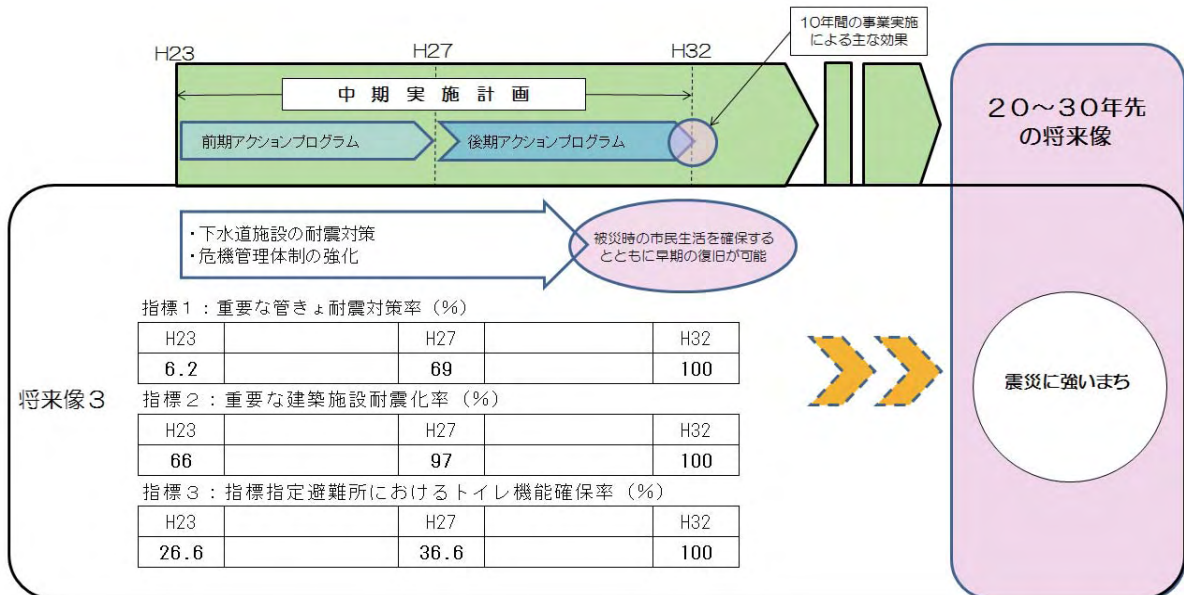 10年間の事業実施
による主な効果
H23
H27
H32
中期実施計画
前期アクションプログラム
後期アクションプログラム
20～30年先
の将来像
・下水道施設の耐震対策
・危機管理体制の強化
被災時の市民生活を確保する
とともに早期の復旧が可能
将来像3
指標1：重要な管きょ耐震対策率（%）
H23 H27 H32
6.2 69 100
指標2：重要な建築施設耐震化率（%）
H23 H27 H32
66 97 100
指標3：指標指定避難所におけるトイレ機能確保率（%）
H23 H27 H32
26.6 36.6 100
震災に強いまち